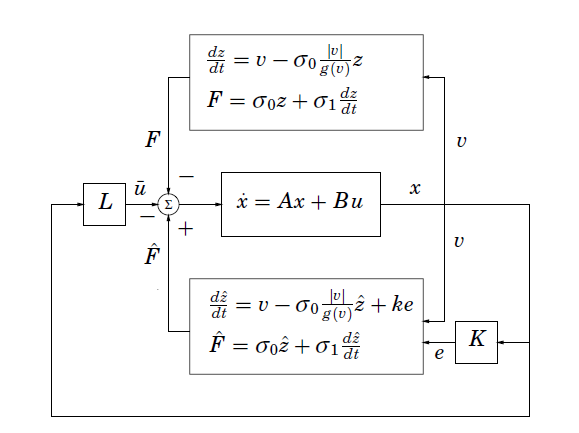 dz/dt = v − σ₀ |v|/g(v) z
F = σ₀z + σ₁ dz/dt
F
−
v
L
ū
−
Σ
ẋ = Ax + Bu
x
+
F̂
v
dẑ/dt = v − σ₀ |v|/g(v) ẑ + ke
F̂ = σ₀ẑ + σ₁ dẑ/dt
e
K